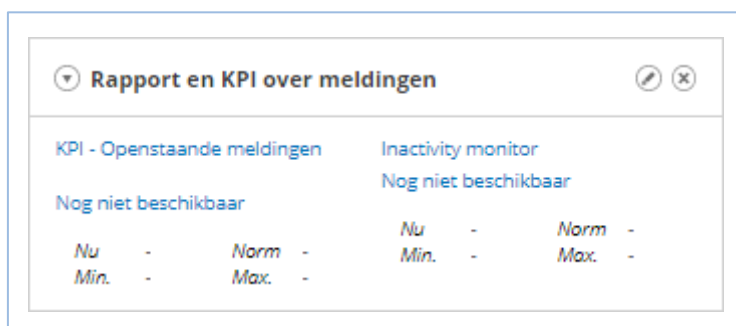 Rapport en KPI over meldingen
KPI - Openstaande meldingen
Nog niet beschikbaar
Nu - Norm -
Min. - Max. -
Inactivity monitor
Nog niet beschikbaar
Nu - Norm -
Min. - Max. -